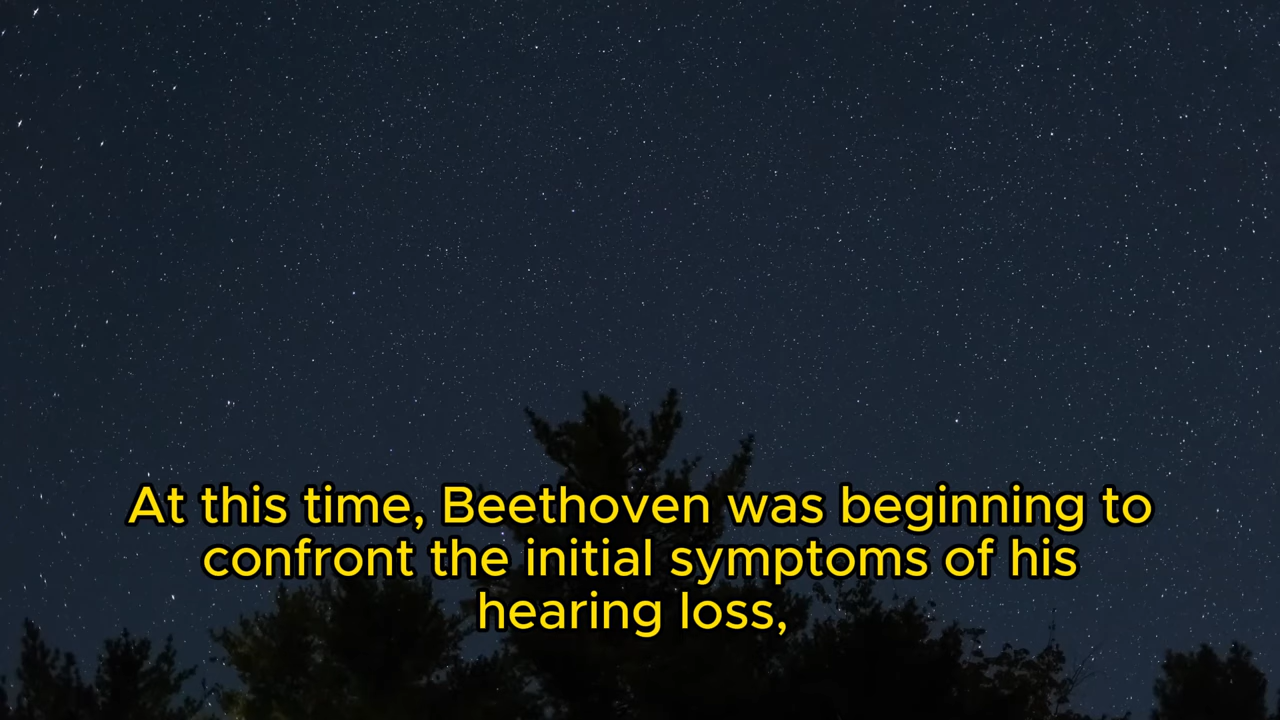 At this time, Beethoven was beginning to
confront the initial symptoms of his
hearing loss,